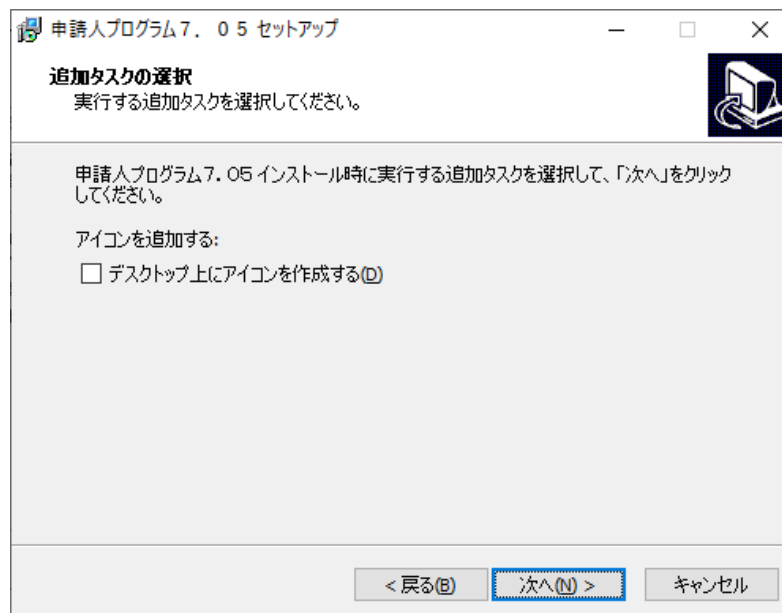 申請人プログラム７．０５ セットアップ
追加タスクの選択
実行する追加タスクを選択してください。
申請人プログラム７．０５ インストール時に実行する追加タスクを選択して、「次へ」をクリック
してください。
アイコンを追加する:
デスクトップ上にアイコンを作成する(D)
< 戻る(B)
次へ(N) >
キャンセル